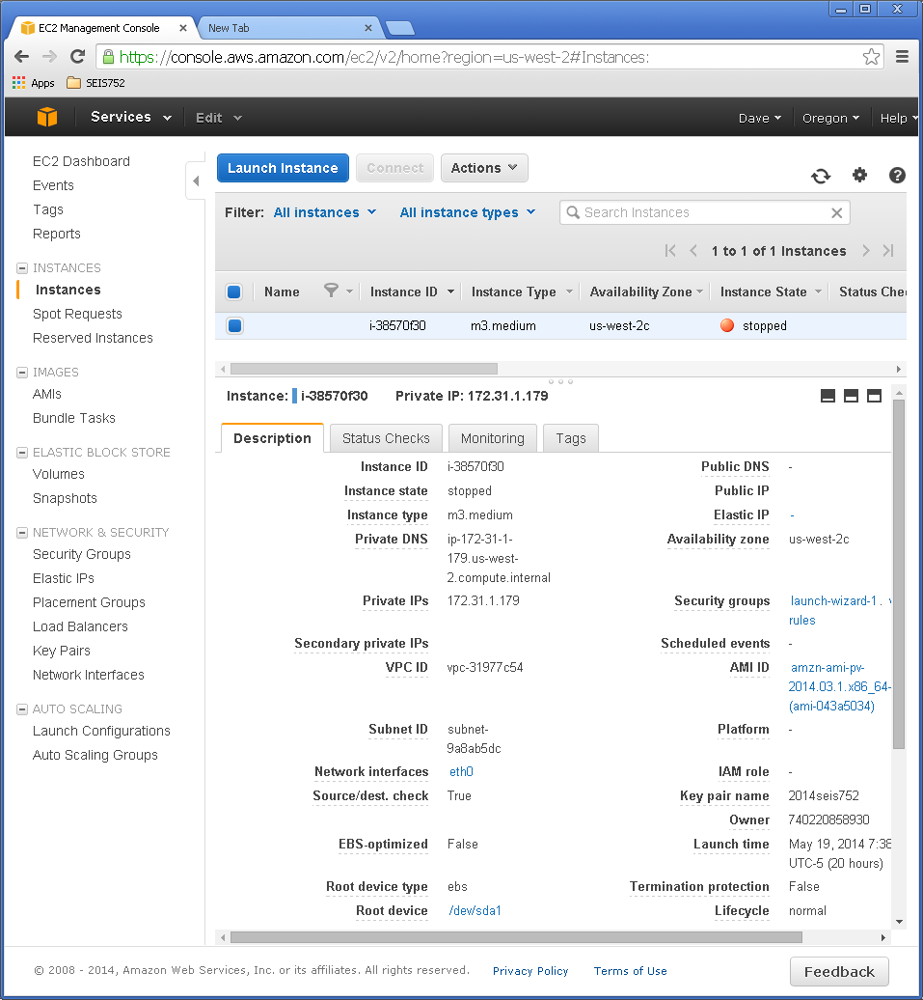 EC2 Management Console
New Tab
https://console.aws.amazon.com/ec2/v2/home?region=us-west-2#Instances:
Apps SEIS752
Services Edit Dave Oregon Help
EC2 Dashboard
Events
Tags
Reports
INSTANCES
Instances
Spot Requests
Reserved Instances
IMAGES
AMIs
Bundle Tasks
ELASTIC BLOCK STORE
Volumes
Snapshots
NETWORK & SECURITY
Security Groups
Elastic IPs
Placement Groups
Load Balancers
Key Pairs
Network Interfaces
AUTO SCALING
Launch Configurations
Auto Scaling Groups
Launch Instance Connect Actions
Filter: All instances All instance types Search Instances
1 to 1 of 1 Instances
Name Instance ID Instance Type Availability Zone Instance State Status Che
i-38570f30 m3.medium us-west-2c stopped
Instance: i-38570f30 Private IP: 172.31.1.179
Description Status Checks Monitoring Tags
Instance ID i-38570f30 Public DNS -
Instance state stopped Public IP
Instance type m3.medium Elastic IP -
Private DNS ip-172-31-1- Availability zone us-west-2c
179.us-west-
2.compute.internal
Private IPs 172.31.1.179 Security groups launch-wizard-1 .
rules
Secondary private IPs Scheduled events -
VPC ID vpc-31977c54 AMI ID amzn-ami-pv-
2014.03.1.x86_64-
(ami-043a5034)
Subnet ID subnet- Platform -
9a8ab5dc
Network interfaces eth0 IAM role -
Source/dest. check True Key pair name 2014seis752
Owner 740220858930
EBS-optimized False Launch time May 19, 2014 7:38
UTC-5 (20 hours)
Root device type ebs Termination protection False
Root device /dev/sda1 Lifecycle normal
© 2008 - 2014, Amazon Web Services, Inc. or its affiliates. All rights reserved. Privacy Policy Terms of Use Feedback